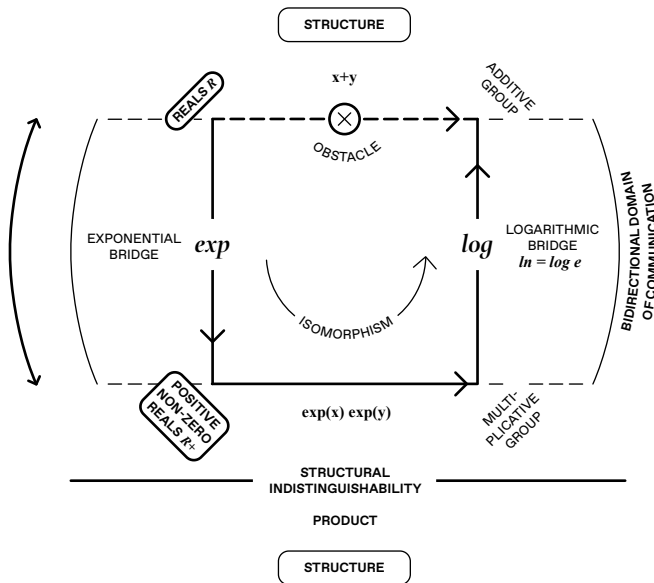 STRUCTURE
x+y
REALS R
ADDITIVE
GROUP
OBSTACLE
EXPONENTIAL
BRIDGE
exp
log
LOGARITHMIC
BRIDGE
ln = log e
BIDIRECTIONAL DOMAIN
OF COMMUNICATION
ISOMORPHISM
POSITIVE
NON-ZERO
REALS R+
exp(x) exp(y)
MULTI-
PLICATIVE
GROUP
STRUCTURAL
INDISTINGUISHABILITY
PRODUCT
STRUCTURE